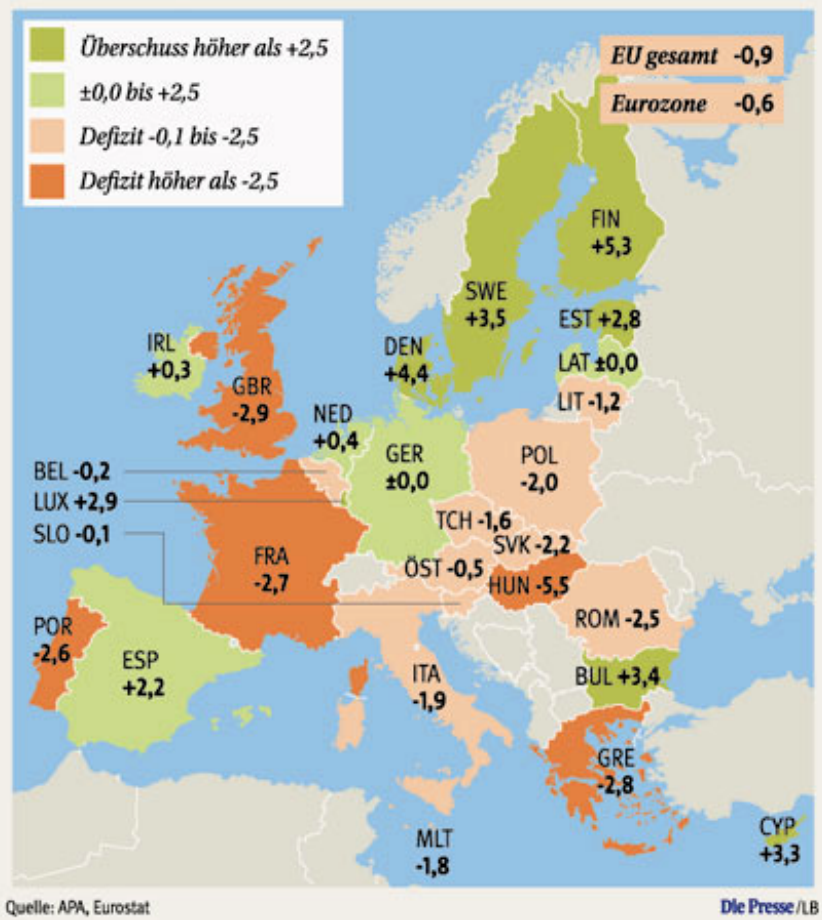 Überschuss höher als +2,5
±0,0 bis +2,5
Defizit -0,1 bis -2,5
Defizit höher als -2,5
EU gesamt -0,9
Eurozone -0,6
FIN
+5,3
SWE
+3,5
EST +2,8
IRL
+0,3
DEN
+4,4
LAT ±0,0
GBR
-2,9
LIT -1,2
NED
+0,4
GER
±0,0
POL
-2,0
BEL -0,2
LUX +2,9
SLO -0,1
TCH -1,6
SVK -2,2
FRA
-2,7
ÖST -0,5
HUN -5,5
POR
-2,6
ROM -2,5
ESP
+2,2
ITA
-1,9
BUL +3,4
GRE
-2,8
MLT
-1,8
CYP
+3,3
Quelle: APA, Eurostat
Die Presse/LB